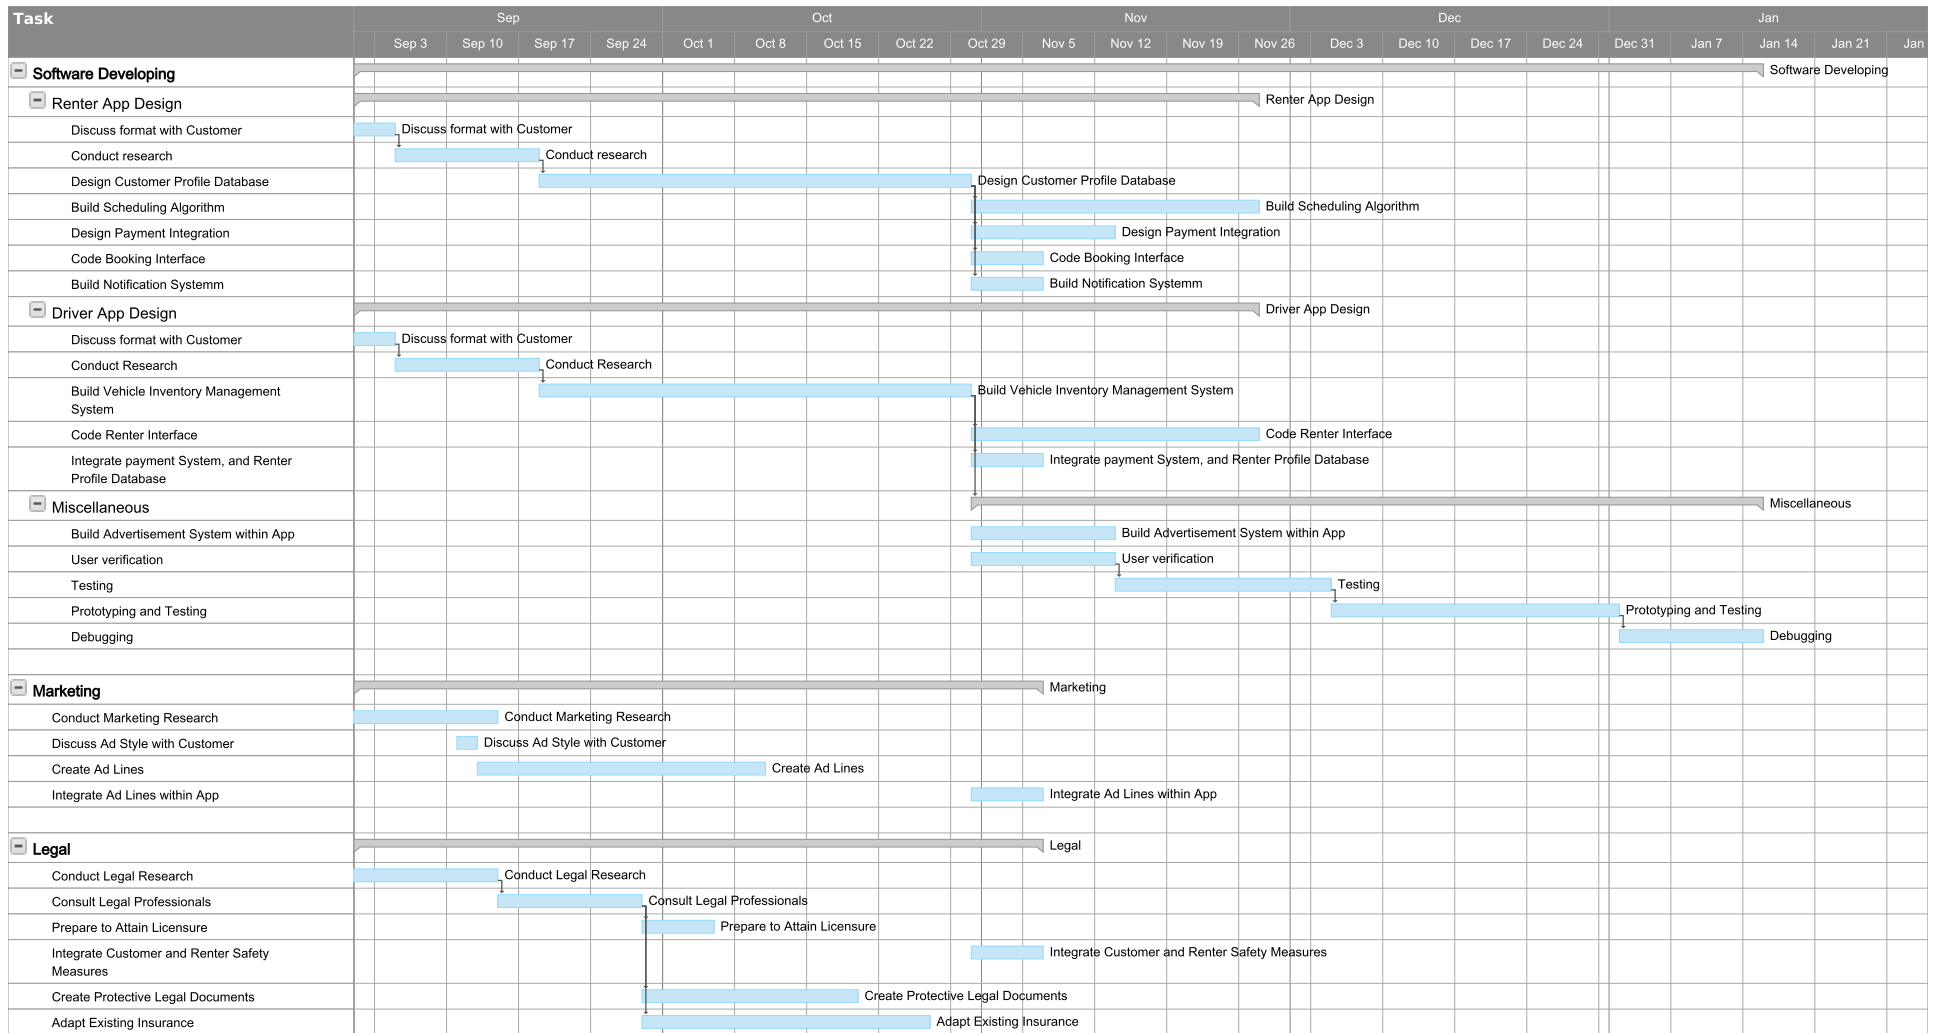 Task Sep Oct Nov Dec Jan
Sep 3 Sep 10 Sep 17 Sep 24 Oct 1 Oct 8 Oct 15 Oct 22 Oct 29 Nov 5 Nov 12 Nov 19 Nov 26 Dec 3 Dec 10 Dec 17 Dec 24 Dec 31 Jan 7 Jan 14 Jan 21 Jan
Software Developing Software Developing
Renter App Design Renter App Design
Discuss format with Customer Discuss format with Customer
Conduct research Conduct research
Design Customer Profile Database Design Customer Profile Database
Build Scheduling Algorithm Build Scheduling Algorithm
Design Payment Integration Design Payment Integration
Code Booking Interface Code Booking Interface
Build Notification Systemm Build Notification Systemm
Driver App Design Driver App Design
Discuss format with Customer Discuss format with Customer
Conduct Research Conduct Research
Build Vehicle Inventory Management Build Vehicle Inventory Management System
System
Code Renter Interface Code Renter Interface
Integrate payment System, and Renter Integrate payment System, and Renter Profile Database
Profile Database
Miscellaneous Miscellaneous
Build Advertisement System within App Build Advertisement System within App
User verification User verification
Testing Testing
Prototyping and Testing Prototyping and Testing
Debugging Debugging
Marketing Marketing
Conduct Marketing Research Conduct Marketing Research
Discuss Ad Style with Customer Discuss Ad Style with Customer
Create Ad Lines Create Ad Lines
Integrate Ad Lines within App Integrate Ad Lines within App
Legal Legal
Conduct Legal Research Conduct Legal Research
Consult Legal Professionals Consult Legal Professionals
Prepare to Attain Licensure Prepare to Attain Licensure
Integrate Customer and Renter Safety Integrate Customer and Renter Safety Measures
Measures
Create Protective Legal Documents Create Protective Legal Documents
Adapt Existing Insurance Adapt Existing Insurance